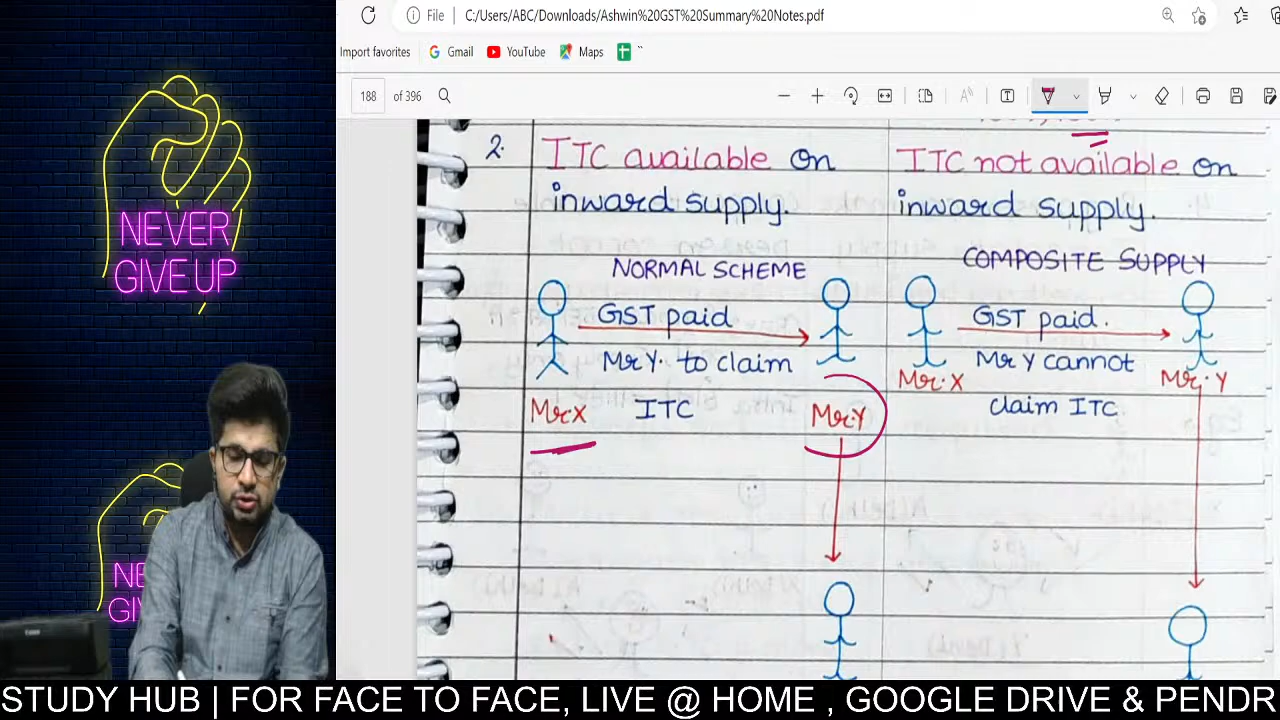 File | C:/Users/ABC/Downloads/Ashwin%20GST%20Summary%20Notes.pdf
Import favorites Gmail YouTube Maps
188 of 396
NEVER
GIVE UP
NE
GIV
2. ITC available on
inward supply.
NORMAL SCHEME
GST paid
Mr Y. to claim
Mr. X ITC Mr. Y
ITC not available on
inward supply.
COMPOSITE SUPPLY
GST paid.
Mr Y cannot
Mr. X Mr. Y
claim ITC.
STUDY HUB | FOR FACE TO FACE, LIVE @ HOME , GOOGLE DRIVE & PENDR